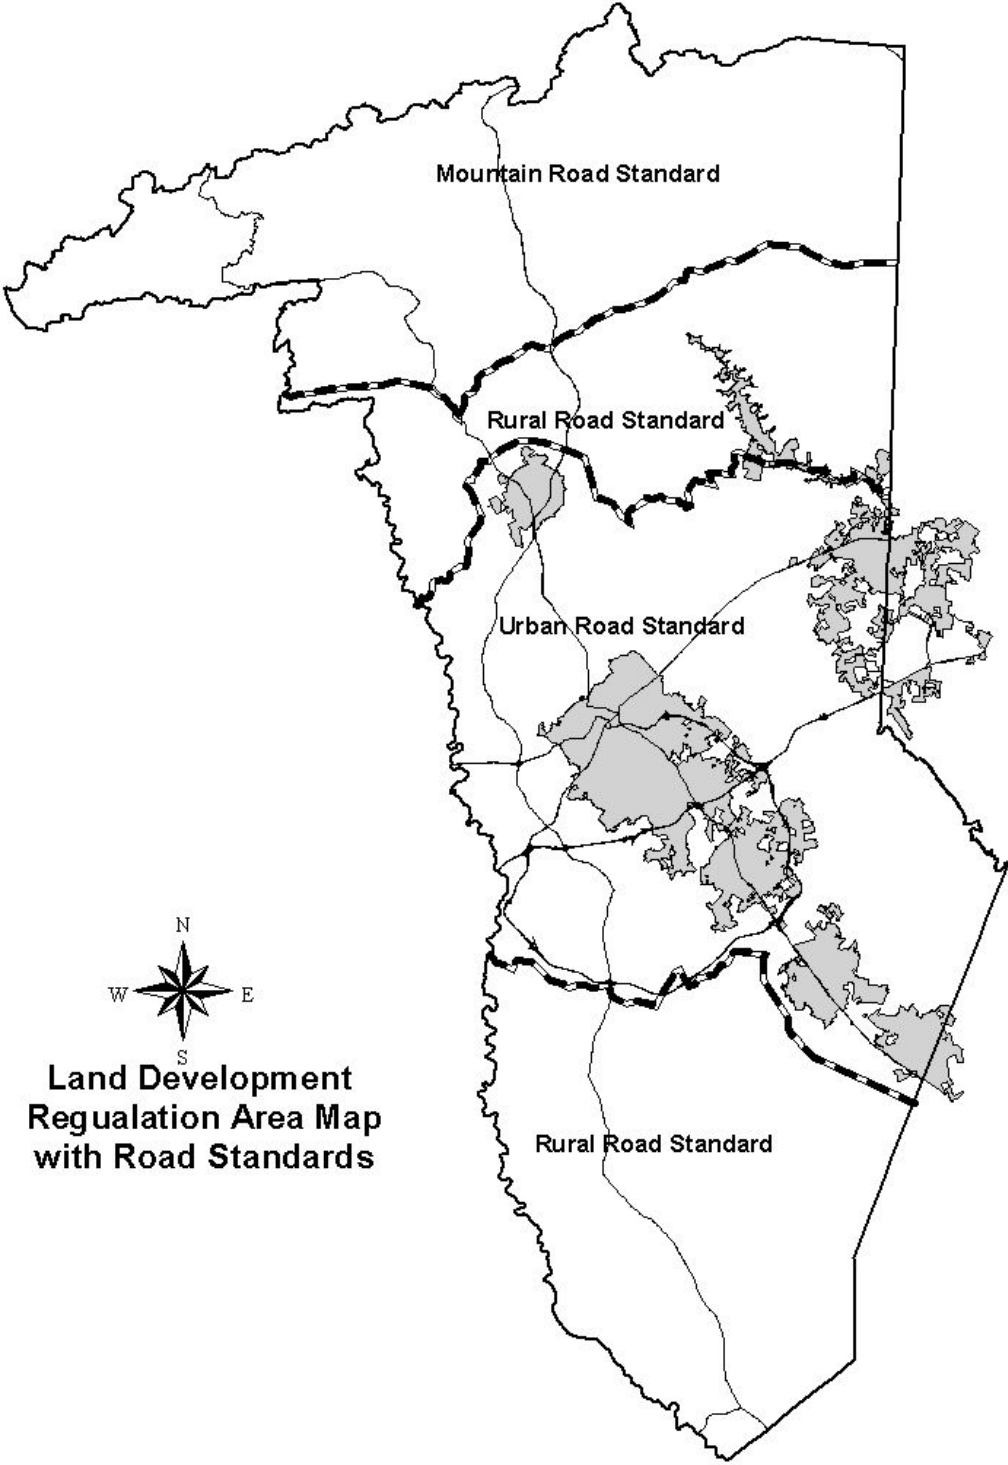 Mountain Road Standard
Rural Road Standard
Urban Road Standard
N
W E
S
Land Development
Regualation Area Map
with Road Standards
Rural Road Standard